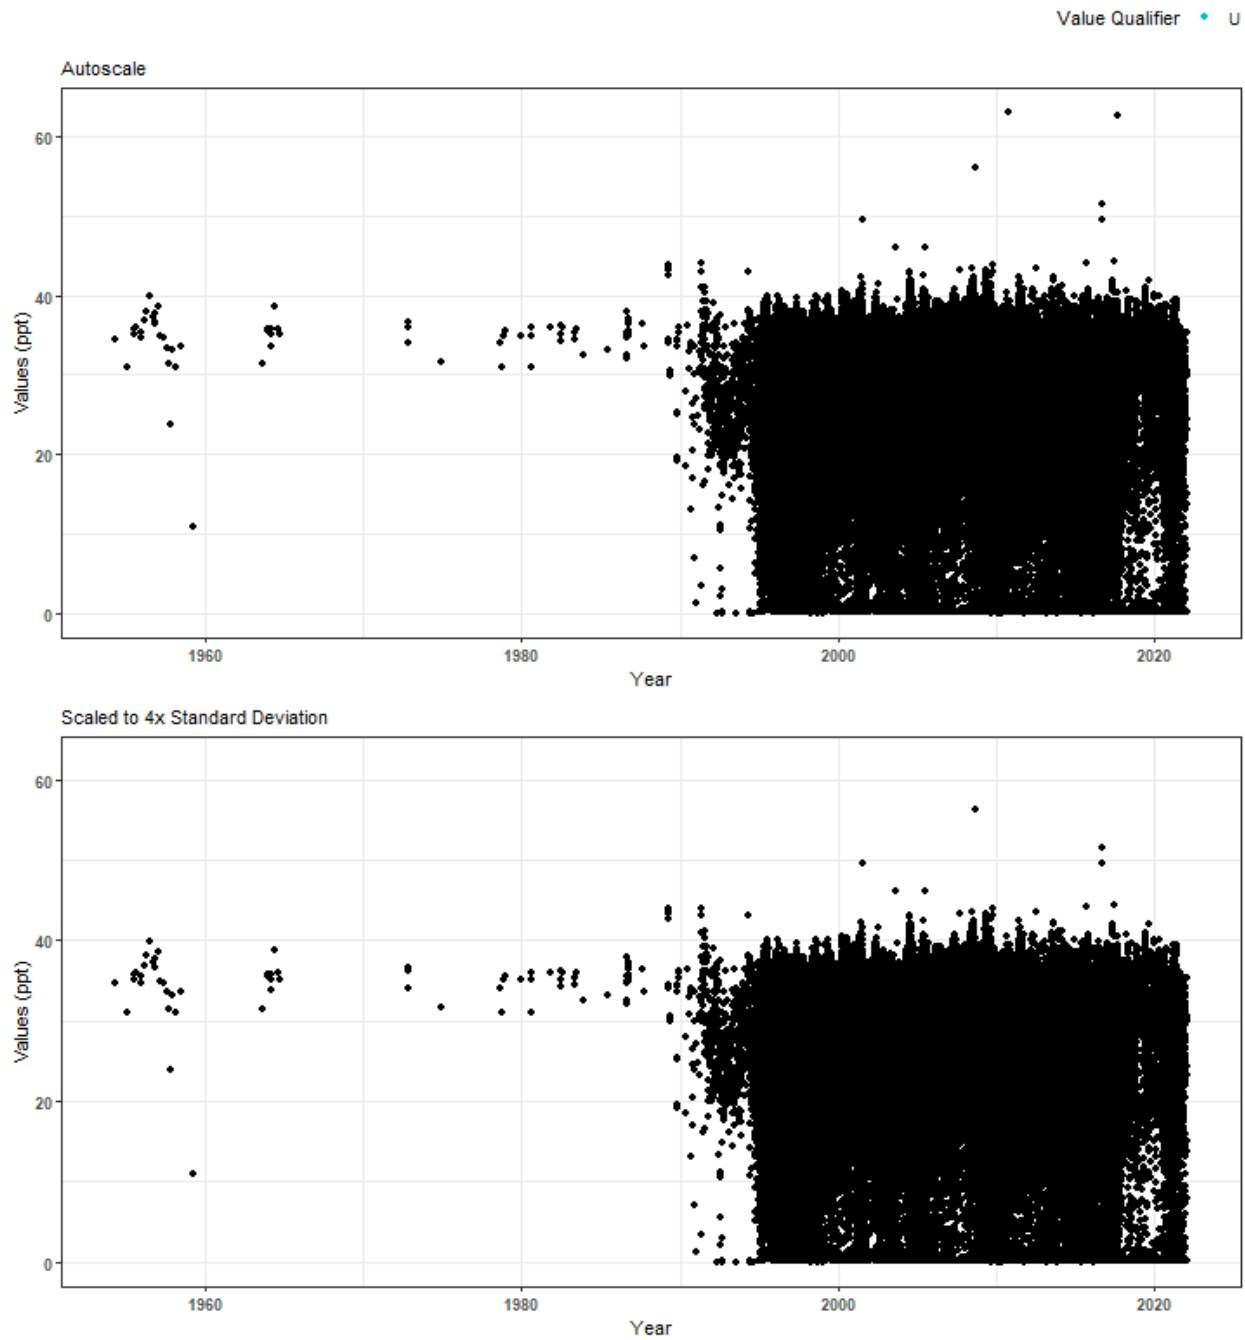 Value Qualifier U
Autoscale
60
40
20
0
Values (ppt)
1960 1980 2000 2020
Year
Scaled to 4x Standard Deviation
60
40
20
0
Values (ppt)
1960 1980 2000 2020
Year